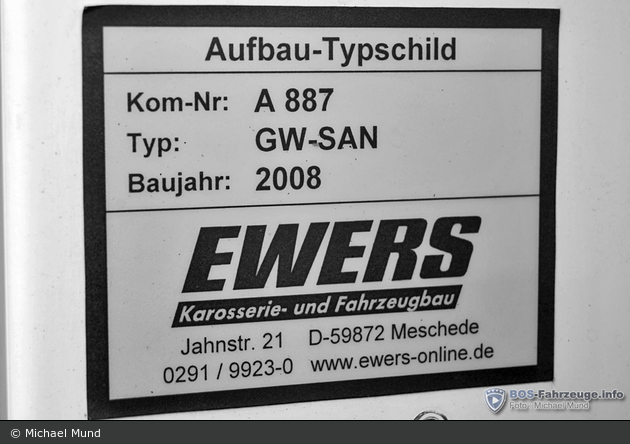 Aufbau-Typschild
Kom-Nr: A 887
Typ: GW-SAN
Baujahr: 2008
EWERS
Karosserie- und Fahrzeugbau
Jahnstr. 21 D-59872 Meschede
0291 / 9923-0 www.ewers-online.de
BOS-Fahrzeuge.info
Foto: Michael Mund
© Michael Mund